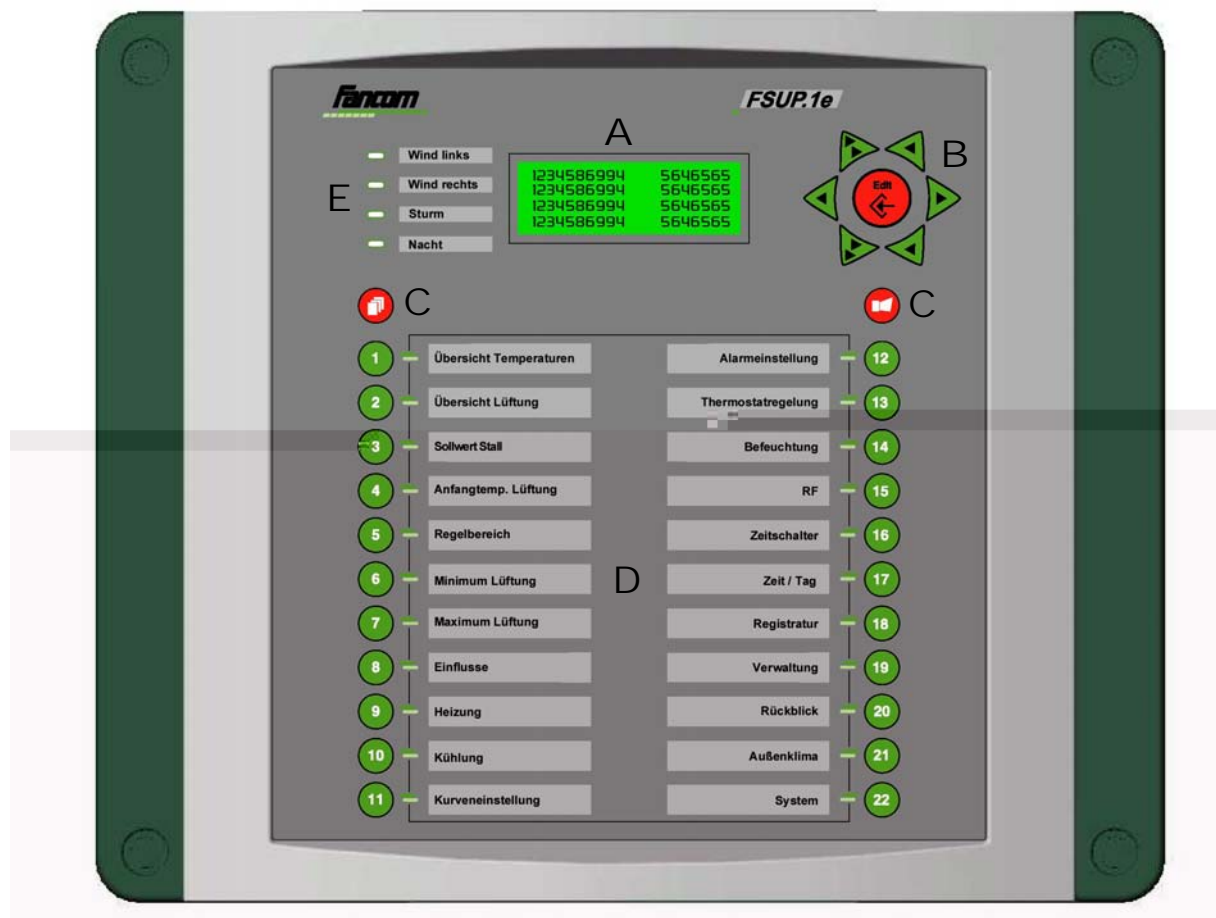 Fancom
FSUP.1e
A
B
E
Wind links
Wind rechts
Sturm
Nacht
1234586994 5646565
1234586994 5646565
1234586994 5646565
1234586994 5646565
Edit
C
C
D
1 Übersicht Temperaturen
2 Übersicht Lüftung
3 Sollwert Stall
4 Anfangtemp. Lüftung
5 Regelbereich
6 Minimum Lüftung
7 Maximum Lüftung
8 Einflusse
9 Heizung
10 Kühlung
11 Kurveneinstellung
Alarmeinstellung 12
Thermostatregelung 13
Befeuchtung 14
RF 15
Zeitschalter 16
Zeit / Tag 17
Registratur 18
Verwaltung 19
Rückblick 20
Außenklima 21
System 22